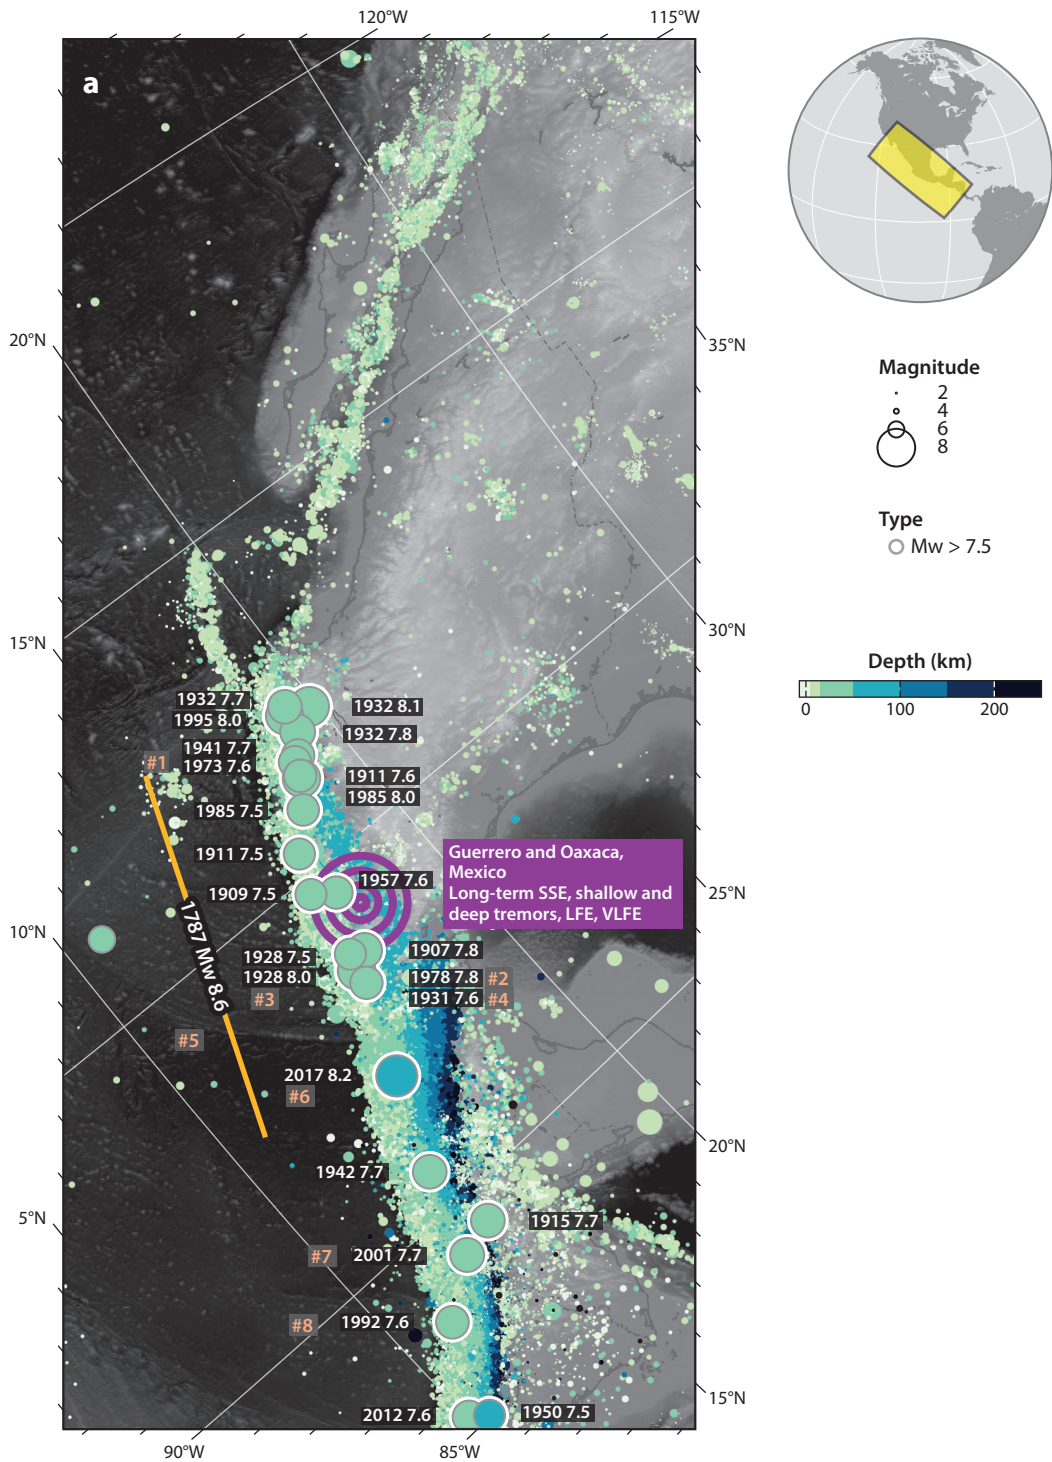 120°W
115°W
a
20°N
35°N
Magnitude
2
4
6
8
Type
Mw > 7.5
15°N
30°N
Depth (km)
0
100
200
1932 7.7
1932 8.1
1995 8.0
1932 7.8
1941 7.7
#1
1973 7.6
1911 7.6
1985 8.0
1985 7.5
1911 7.5
Guerrero and Oaxaca,
Mexico
Long-term SSE, shallow and
deep tremors, LFE, VLFE
1957 7.6
1909 7.5
25°N
10°N
1787 Mw 8.6
1928 7.5
1907 7.8
1928 8.0
1978 7.8 #2
#3
1931 7.6 #4
#5
2017 8.2
#6
20°N
1942 7.7
5°N
1915 7.7
#7
2001 7.7
#8
1992 7.6
15°N
2012 7.6
1950 7.5
90°W
85°W